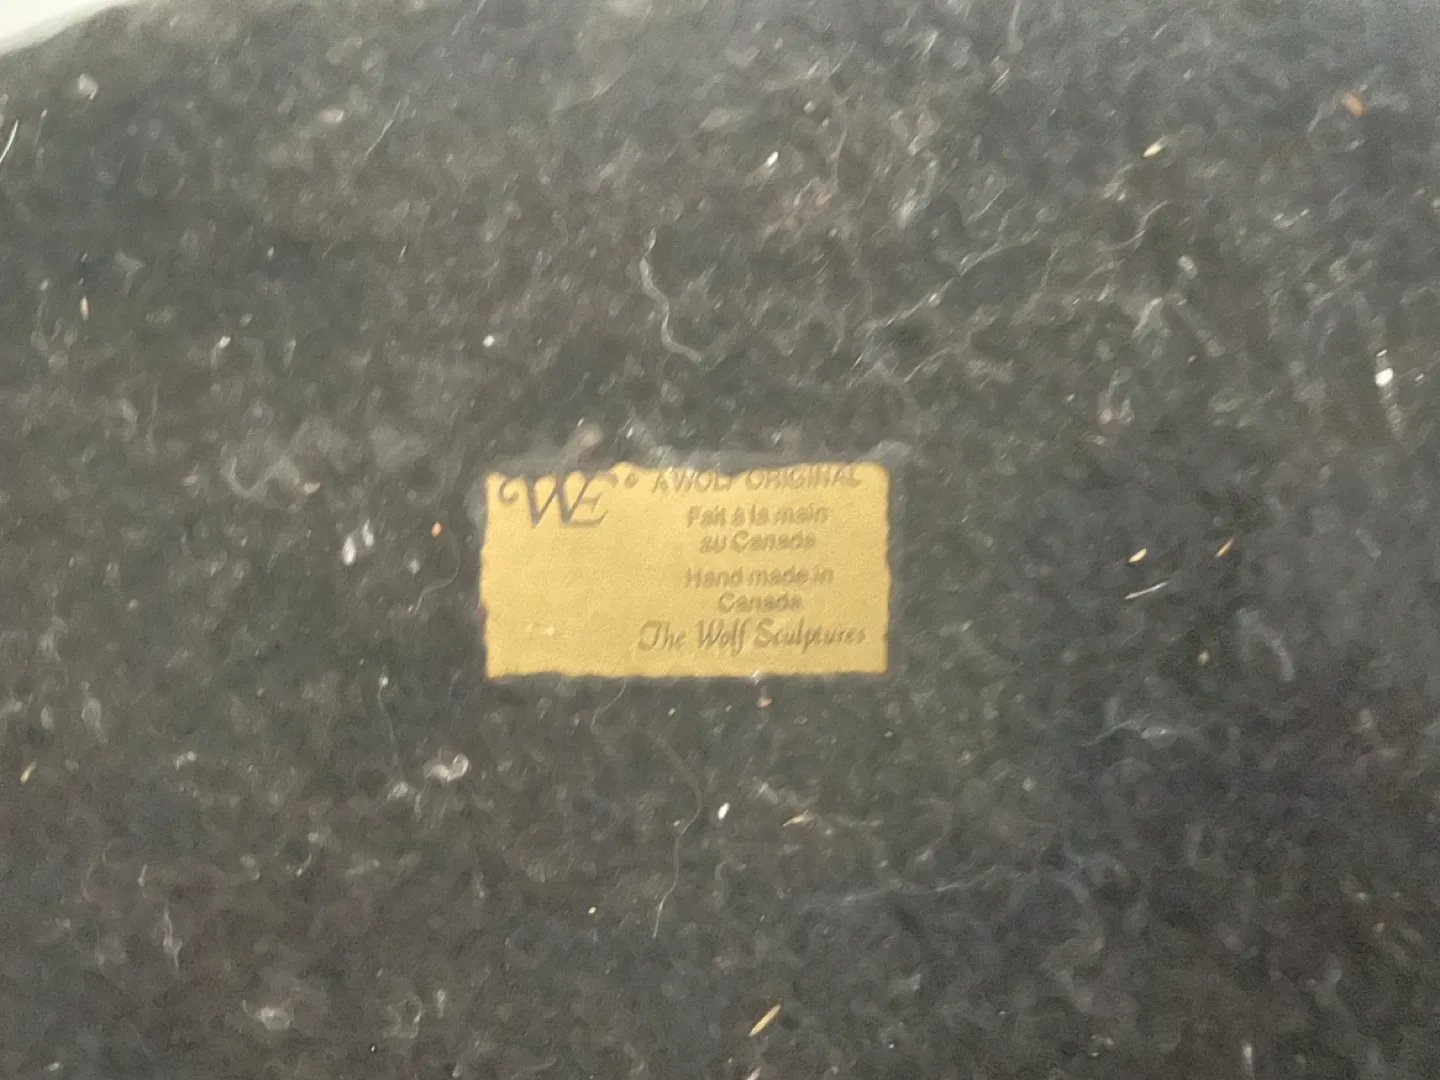 WE ® A WOLF ORIGINAL
Fait à la main
au Canada
Hand made in
Canada
The Wolf Sculptures